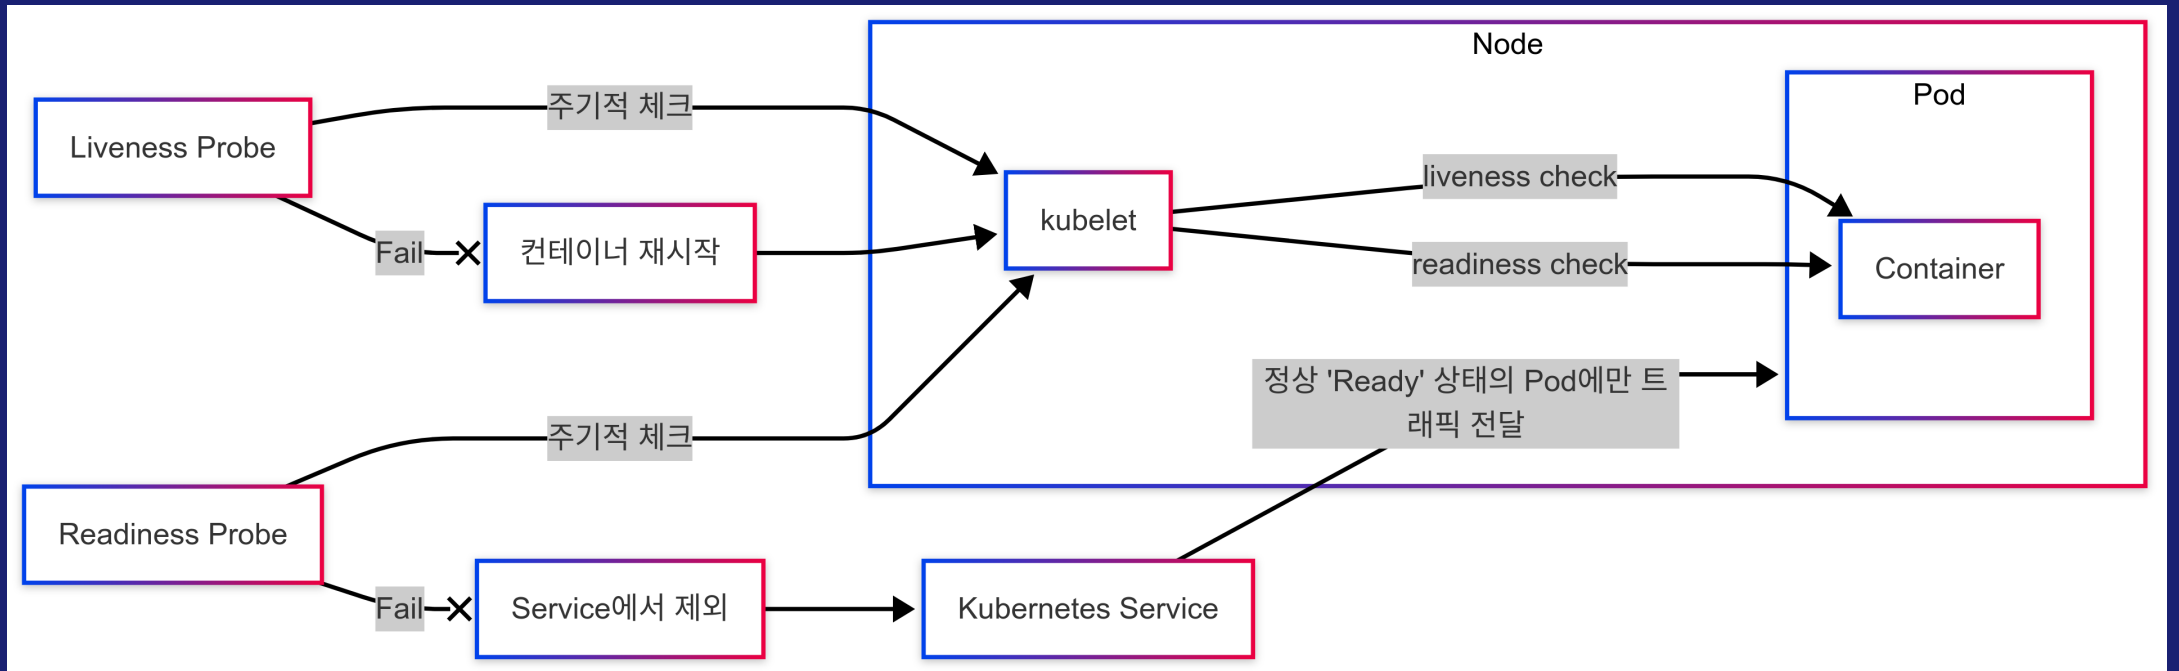 Node
Pod
Liveness Probe
주기적 체크
Fail
컨테이너 재시작
kubelet
liveness check
readiness check
Container
정상 'Ready' 상태의 Pod에만 트
래픽 전달
주기적 체크
Readiness Probe
Fail
Service에서 제외
Kubernetes Service